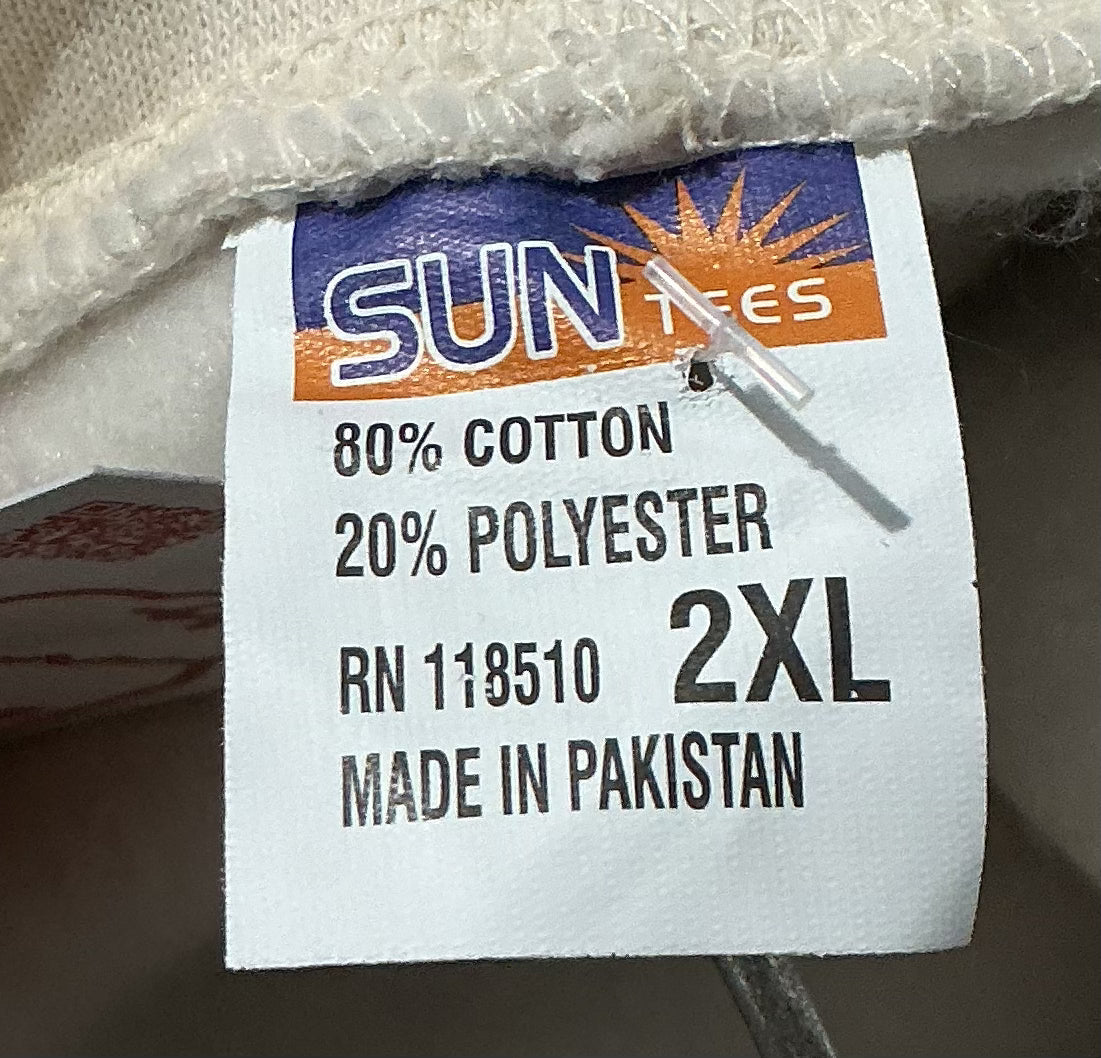 SUN TEES
80% COTTON
20% POLYESTER
RN 118510 2XL
MADE IN PAKISTAN